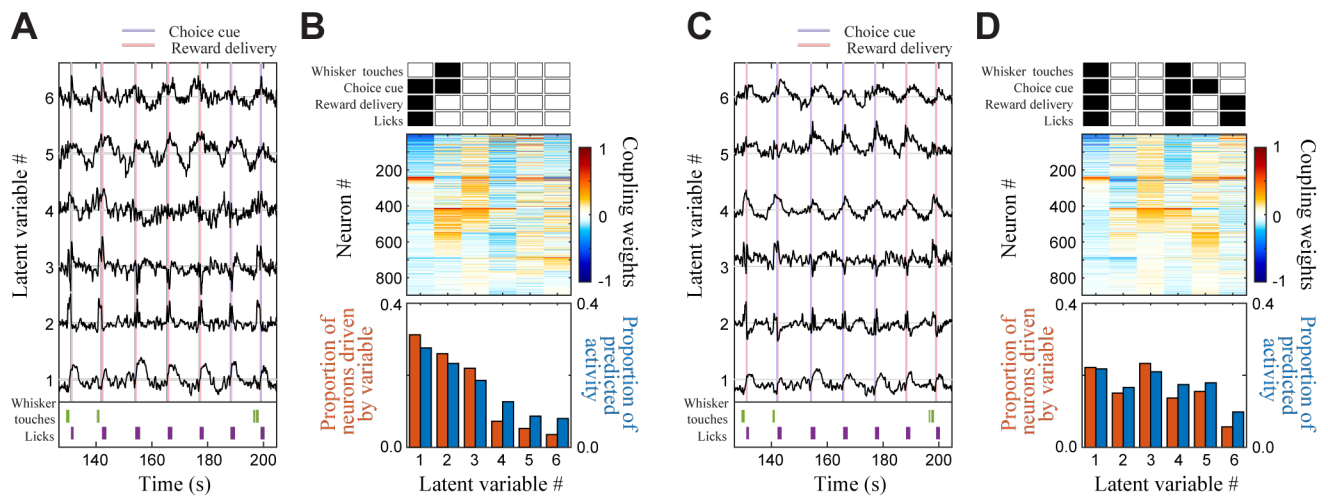 A
Choice cue
Reward delivery
Latent variable #
6
5
4
3
2
1
Whisker
touches
Licks
140 160 180 200
Time (s)
B
Whisker touches
Choice cue
Reward delivery
Licks
Neuron #
200
400
600
800
1
0
-1
Coupling weights
Proportion of
neurons driven
by variable
0.4
0.0
0.4
0.0
Proportion of
predicted
activity
1 2 3 4 5 6
Latent variable #
C
Choice cue
Reward delivery
Latent variable #
6
5
4
3
2
1
Whisker
touches
Licks
140 160 180 200
Time (s)
D
Whisker touches
Choice cue
Reward delivery
Licks
Neuron #
200
400
600
800
1
0
-1
Coupling weights
Proportion of
neurons driven
by variable
0.4
0.0
0.4
0.0
Proportion of
predicted
activity
1 2 3 4 5 6
Latent variable #